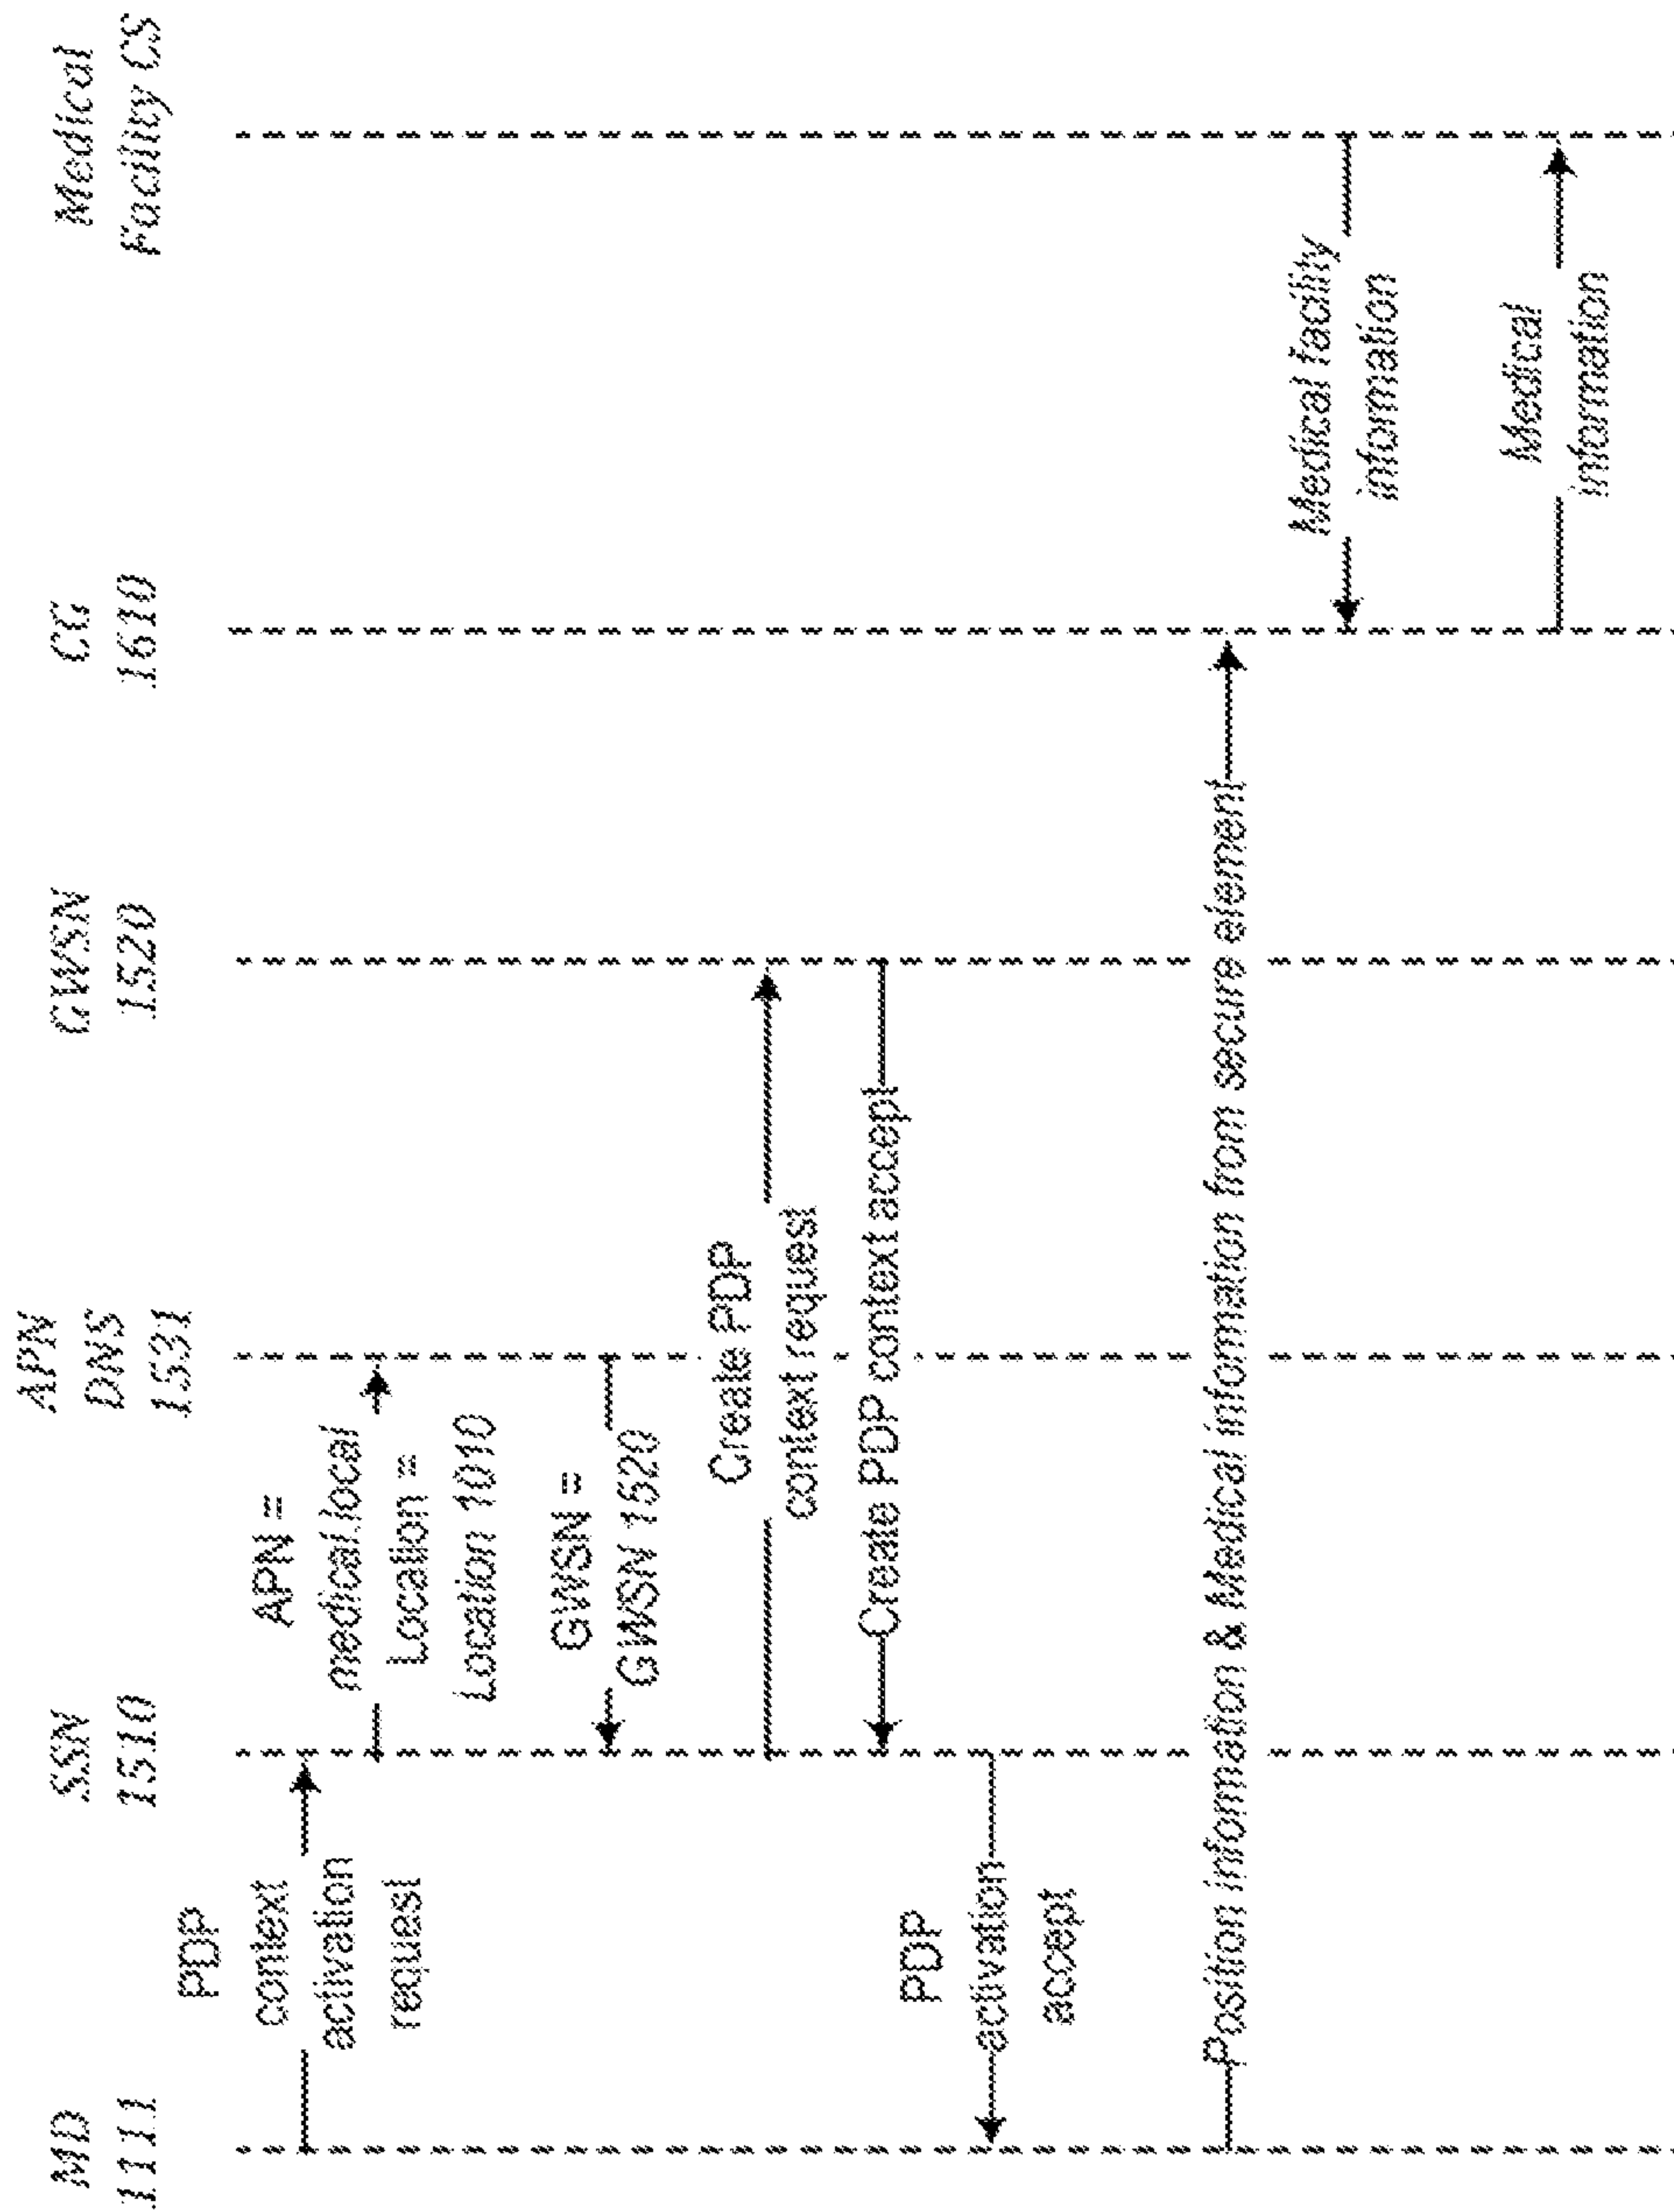 MD
1111
SSN
1510
APN
DNS
1531
GWSN
1520
CG
1610
Medical
Facility CS
PDP
context
activation
request
APN =
medical.local
Location =
Location 1010
GWSN =
GWSN 1520
Create PDP
context request
Create PDP context accept
PDP
activation
accept
Position information & Medical information from secure element
Medical facility
information
Medical
information